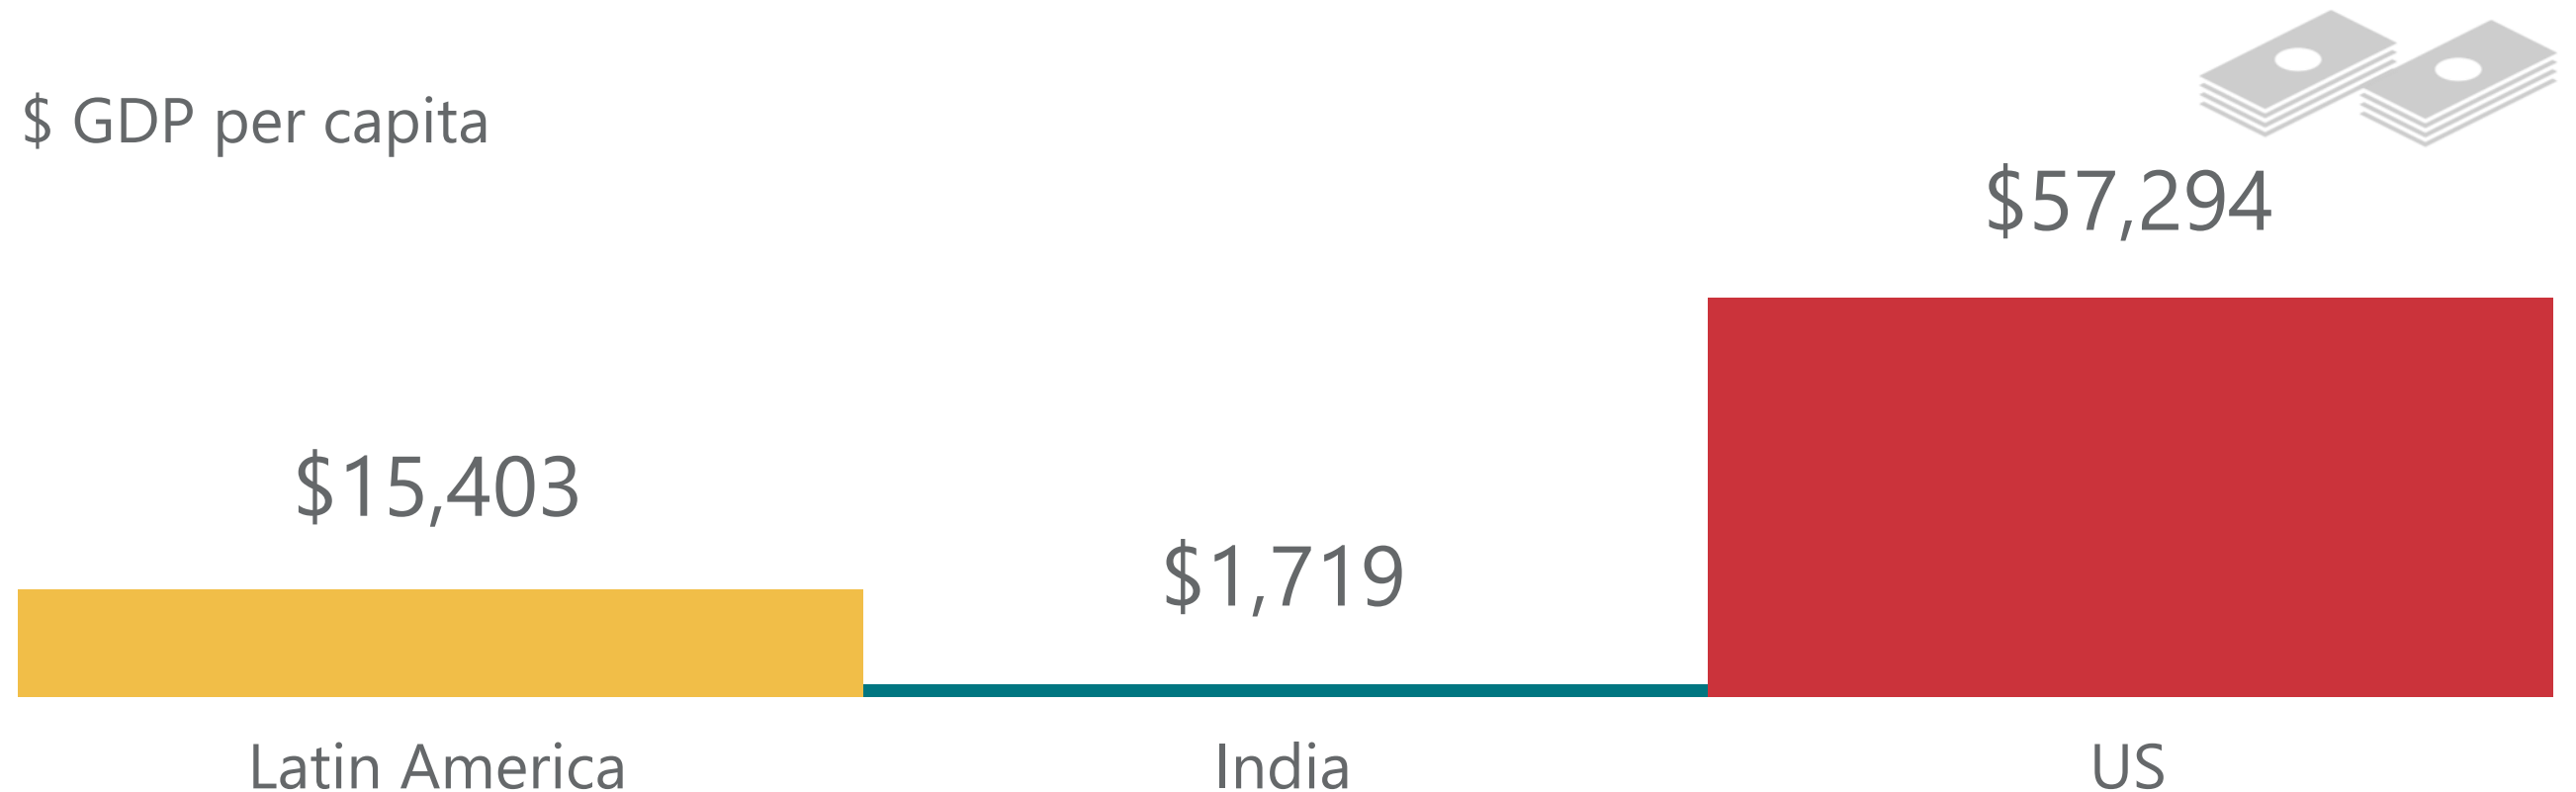 $ GDP per capita
$57,294
$15,403
$1,719
Latin America
India
US